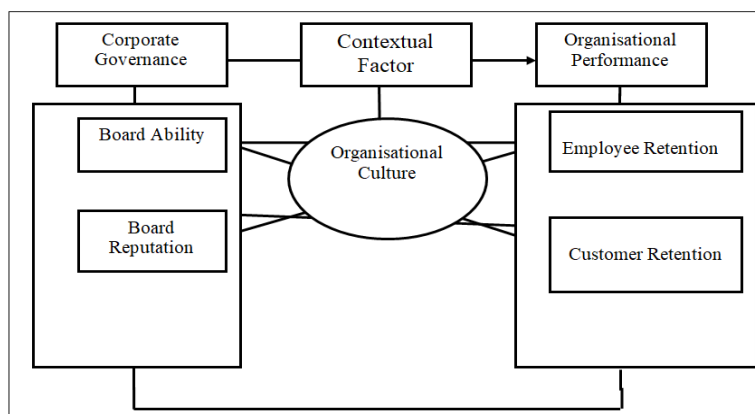 Corporate
Governance
Contextual
Factor
Organisational
Performance
Board Ability
Board
Reputation
Organisational
Culture
Employee Retention
Customer Retention